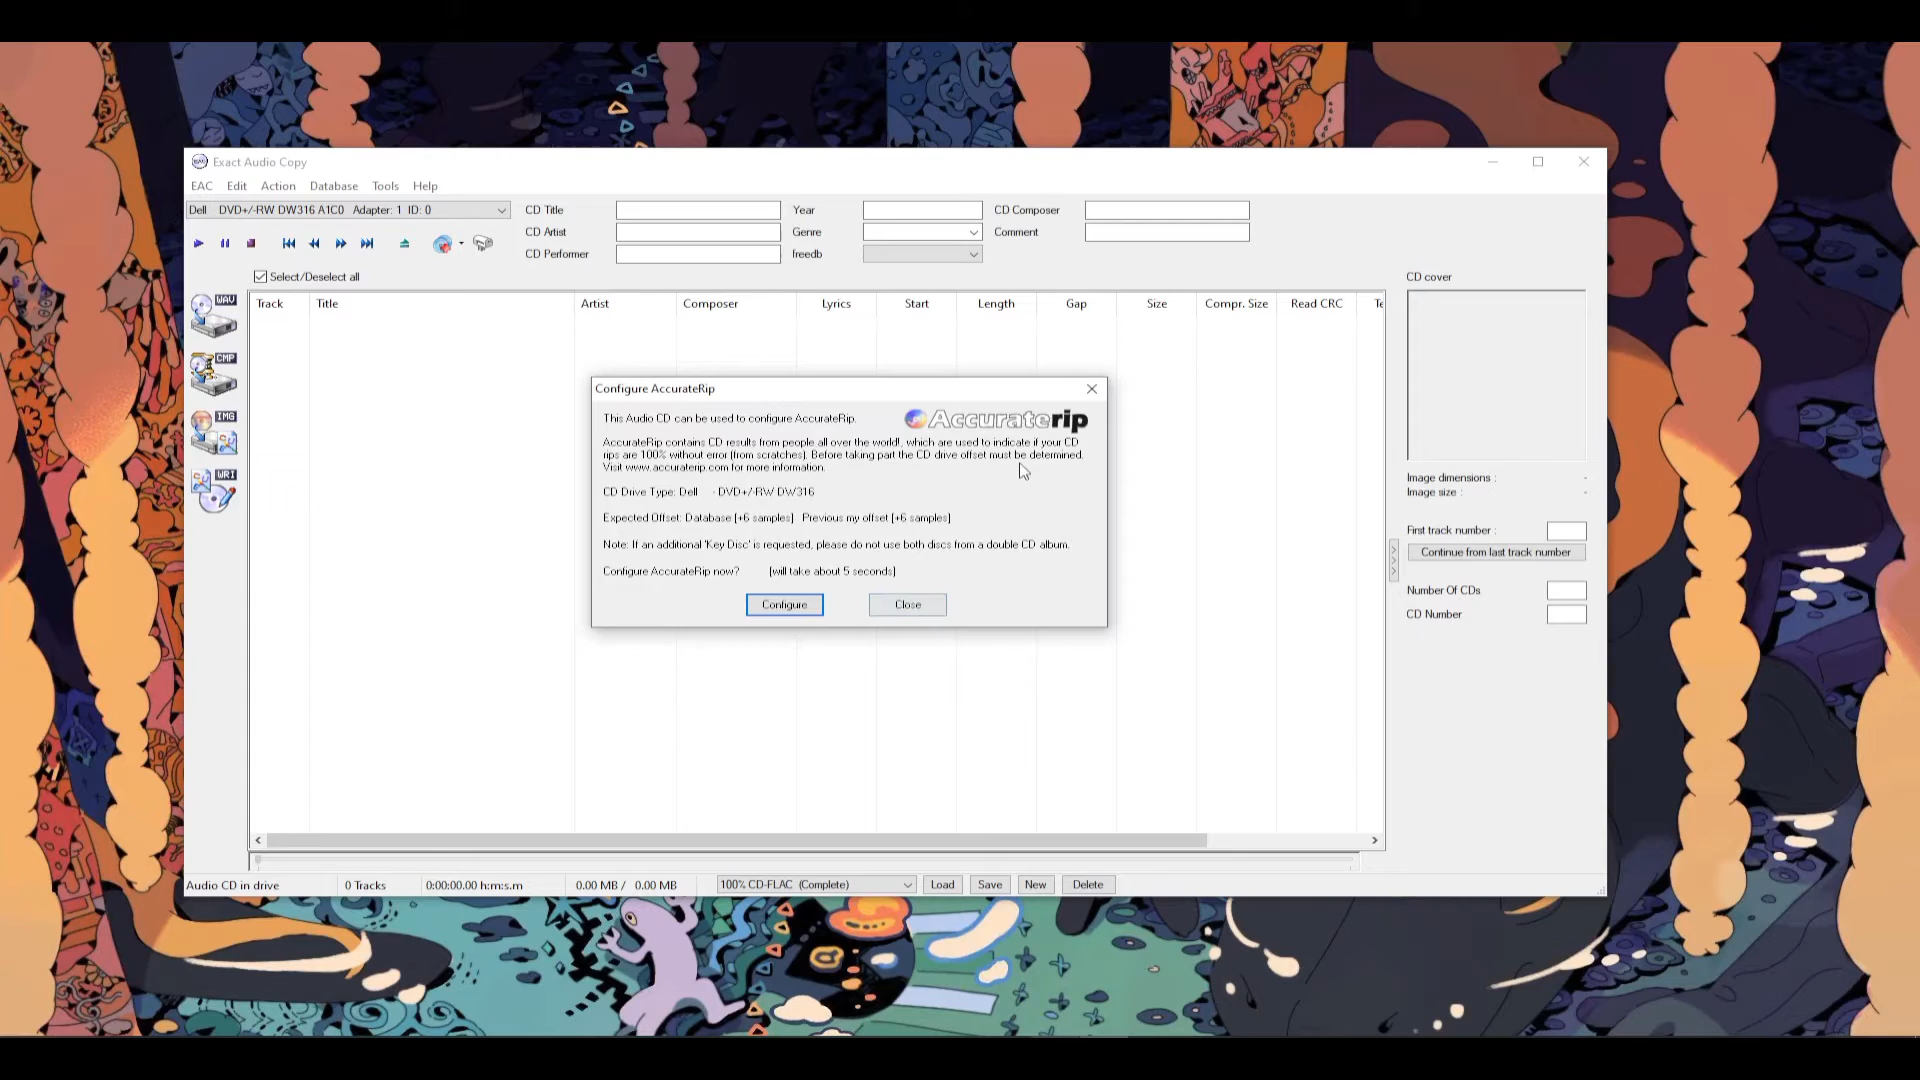 Exact Audio Copy
EAC Edit Action Database Tools Help
Dell DVD+/-RW DW316 A1C0 Adapter: 1 ID: 0
CD Title
Year
CD Composer
CD Artist
Genre
Comment
CD Performer
freedb
Select/Deselect all
CD cover
Track Title Artist Composer Lyrics Start Length Gap Size Compr. Size Read CRC Te
WAV
CMP
IMG
WRI
Configure AccurateRip
This Audio CD can be used to configure AccurateRip.
Accuraterip
AccurateRip contains CD results from people all over the world!, which are used to indicate if your CD
rips are 100% without error (from scratches). Before taking part the CD drive offset must be determined.
Visit www.accuraterip.com for more information.
CD Drive Type: Dell - DVD+/-RW DW316
Expected Offset: Database [+6 samples] Previous my offset [+6 samples]
Note: If an additional 'Key Disc' is requested, please do not use both discs from a double CD album.
Configure AccurateRip now? [will take about 5 seconds]
Configure
Close
Image dimensions : -
Image size : -
First track number :
Continue from last track number
Number Of CDs
CD Number
Audio CD in drive
0 Tracks
0:00:00.00 h:m:s.m
0.00 MB / 0.00 MB
100% CD-FLAC (Complete)
Load
Save
New
Delete